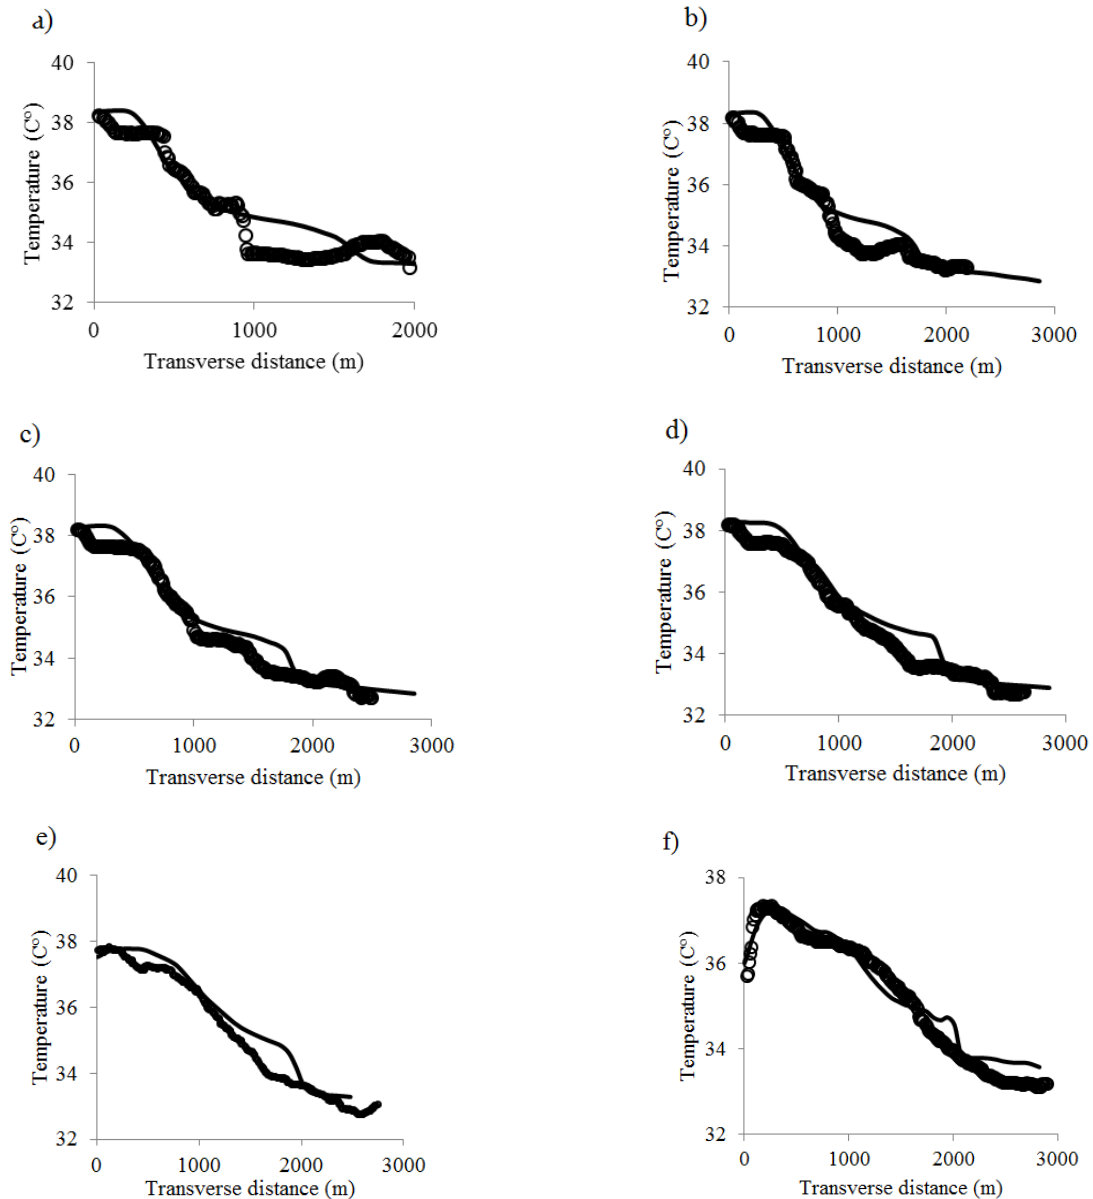 a)
40
38
36
34
32
Temperature (C°)
0 1000 2000
Transverse distance (m)
b)
40
38
36
34
32
Temperature (C°)
0 1000 2000 3000
Transverse distance (m)
c)
40
38
36
34
32
Temperature (C°)
0 1000 2000 3000
Transverse distance (m)
d)
40
38
36
34
32
Temperature (C°)
0 1000 2000 3000
Transverse distance (m)
e)
40
38
36
34
32
Temperature (C°)
0 1000 2000 3000
Transverse distance (m)
f)
38
36
34
32
Temperature (C°)
0 1000 2000 3000
Transverse distance (m)